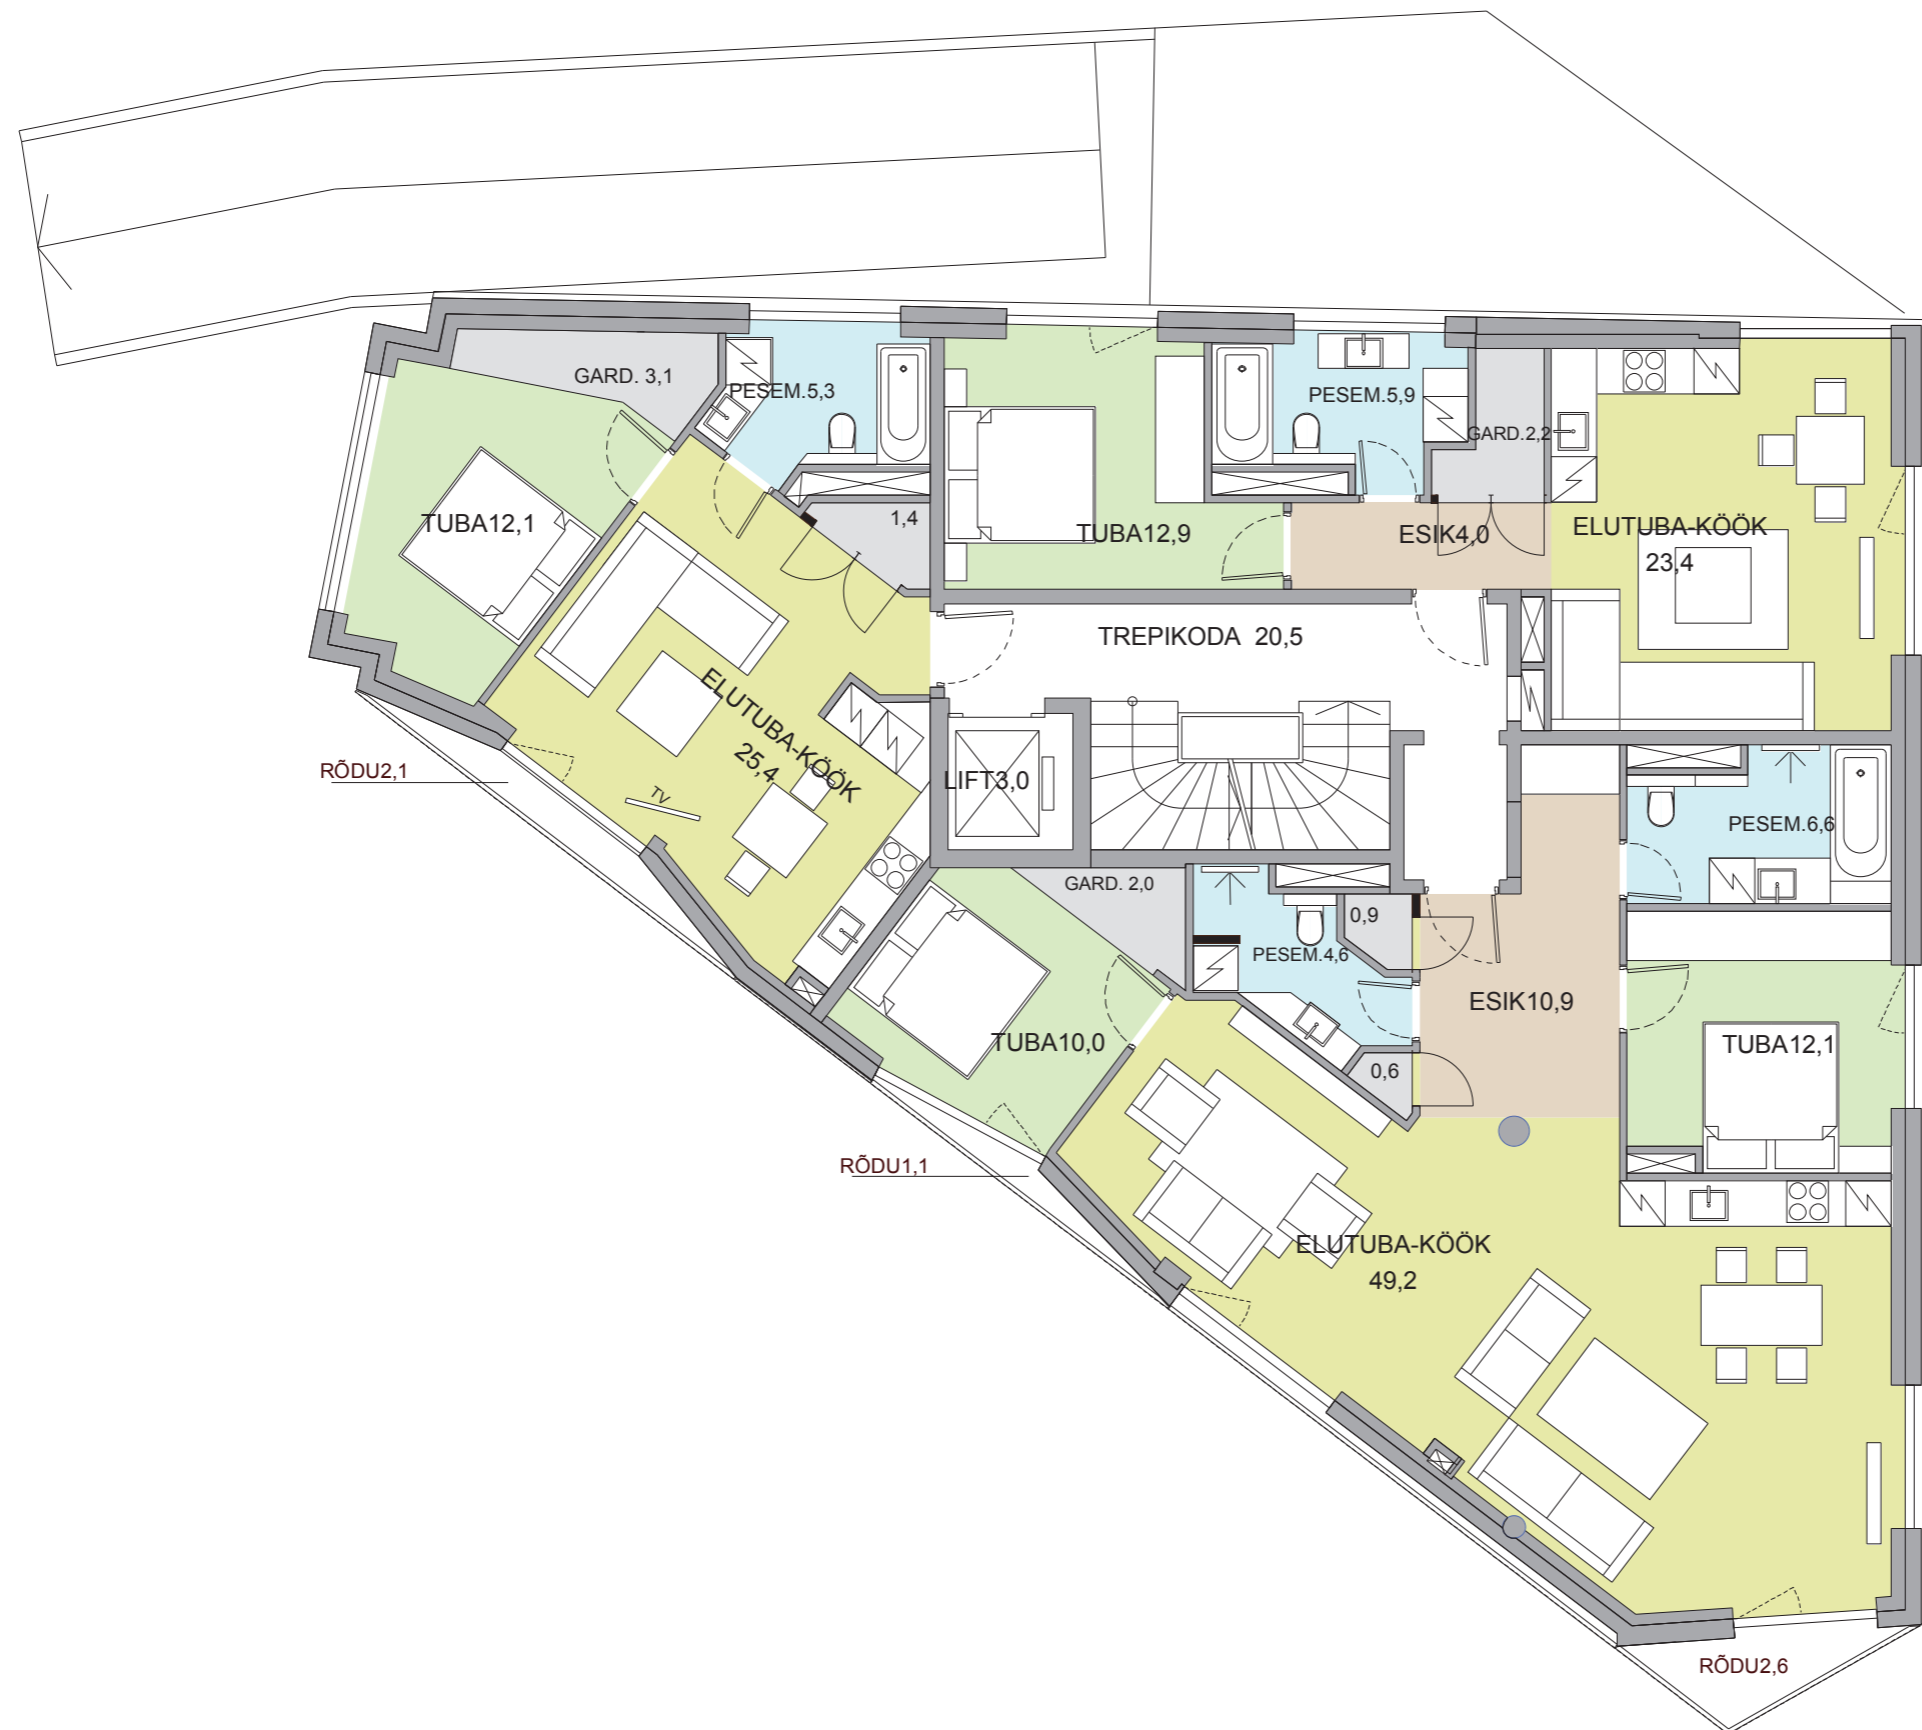 GARD. 3,1
PESEM.5,3
PESEM.5,9
GARD.2,2
TUBA12,1
1,4
TUBA12,9
ESIK4,0
ELUTUBA-KÖÖK
23,4
TREPIKODA 20,5
ELUTUBA-KÖÖK
25,4
RÕDU2,1
TV
LIFT3,0
PESEM.6,6
GARD. 2,0
0,9
PESEM.4,6
ESIK10,9
TUBA10,0
TUBA12,1
0,6
RÕDU1,1
ELUTUBA-KÖÖK
49,2
RÕDU2,6